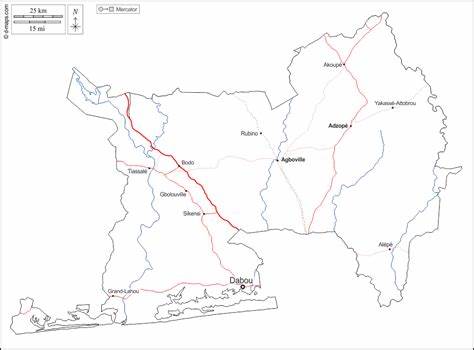 25 km
15 mi
N
Mercator
© d-maps.com
Akoupé
Yakassé-Attobrou
Adzopé
Rubino
Agboville
Bodo
Tiassalé
Gbolouville
Sikensi
Alépé
Dabou
Grand-Lahou